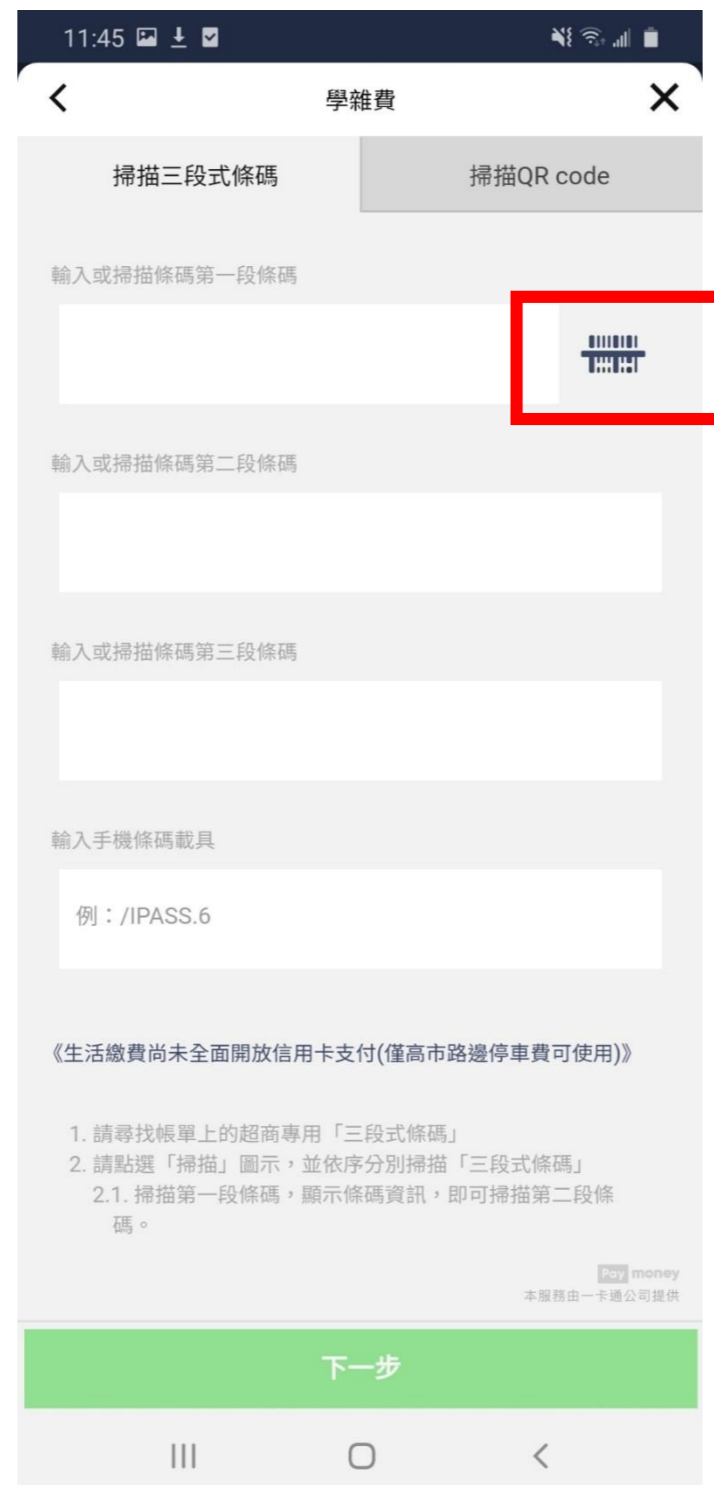 11:45
學雜費
掃描三段式條碼
掃描QR code
輸入或掃描條碼第一段條碼
輸入或掃描條碼第二段條碼
輸入或掃描條碼第三段條碼
輸入手機條碼載具
例：/IPASS.6
《生活繳費尚未全面開放信用卡支付(僅高市路邊停車費可使用)》
1. 請尋找帳單上的超商專用「三段式條碼」
2. 請點選「掃描」圖示，並依序分別掃描「三段式條碼」
2.1. 掃描第一段條碼，顯示條碼資訊，即可掃描第二段條
碼。
Pay money
本服務由一卡通公司提供
下一步